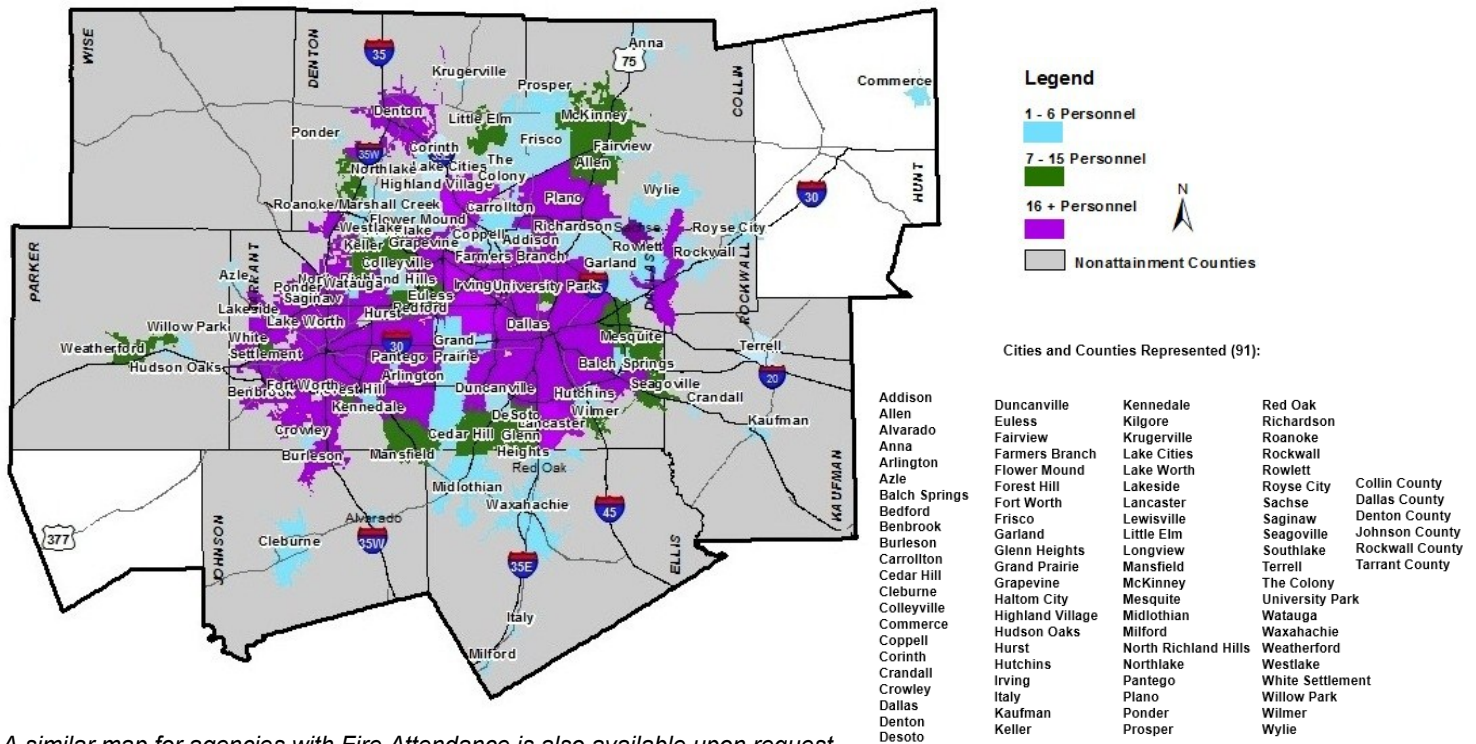 WISE
DENTON
35
Krugerville
Anna
75
COLLIN
Commerce
Prosper
Denton
Little Elm
McKinney
Ponder
Frisco
Corinth
Fairview
35W
The
Colony
Allen
Northlake
Lake Cities
Highland Village
Wylie
HUNT
30
Plano
Roanoke/Marshall Creek
Carrollton
Flower Mound
Richardson
Sachse
Royse City
Westlake
Coppell
Addison
Rowlett
Keller
Grapevine
Rockwall
PARKER
Farmers Branch
Garland
Colleyville
DALLAS
ROCKWALL
Azle
Richland Hills
Watauga
Ponder
Irving
University Park
Saginaw
Euless
Bedford
Lakeside
Hurst
Lake Worth
Dallas
Willow Park
White
Settlement
Mesquite
Weatherford
30
Grand
Prairie
Terrell
Hudson Oaks
Pantego
Balch Springs
Arlington
20
Fort Worth
Forest Hill
Duncanville
Seagoville
Benbrook
Hutchins
Crandall
Kennedale
DeSoto
Wilmer
Lancaster
Kaufman
Crowley
Cedar Hill
Glenn
Heights
Burleson
Mansfield
Red Oak
KAUFMAN
Midlothian
Waxahachie
45
Alvarado
377
Cleburne
35W
JOHNSON
35E
ELLIS
Italy
Milford
Legend
1 - 6 Personnel
7 - 15 Personnel
N
16 + Personnel
Nonattainment Counties
Cities and Counties Represented (91):
Addison
Allen
Alvarado
Anna
Arlington
Azle
Balch Springs
Bedford
Benbrook
Burleson
Carrollton
Cedar Hill
Cleburne
Colleyville
Commerce
Coppell
Corinth
Crandall
Crowley
Dallas
Denton
Desoto
Duncanville
Euless
Fairview
Farmers Branch
Flower Mound
Forest Hill
Fort Worth
Frisco
Garland
Glenn Heights
Grand Prairie
Grapevine
Haltom City
Highland Village
Hudson Oaks
Hurst
Hutchins
Irving
Italy
Kaufman
Keller
Kennedale
Kilgore
Krugerville
Lake Cities
Lake Worth
Lakeside
Lancaster
Lewisville
Little Elm
Longview
Mansfield
McKinney
Mesquite
Midlothian
Milford
North Richland Hills
Northlake
Pantego
Plano
Ponder
Prosper
Red Oak
Richardson
Roanoke
Rockwall
Rowlett
Royse City
Sachse
Saginaw
Seagoville
Southlake
Terrell
The Colony
University Park
Watauga
Waxahachie
Weatherford
Westlake
White Settlement
Willow Park
Wilmer
Wylie
Collin County
Dallas County
Denton County
Johnson County
Rockwall County
Tarrant County
A similar map for agencies with Fire Attendance is also available upon request